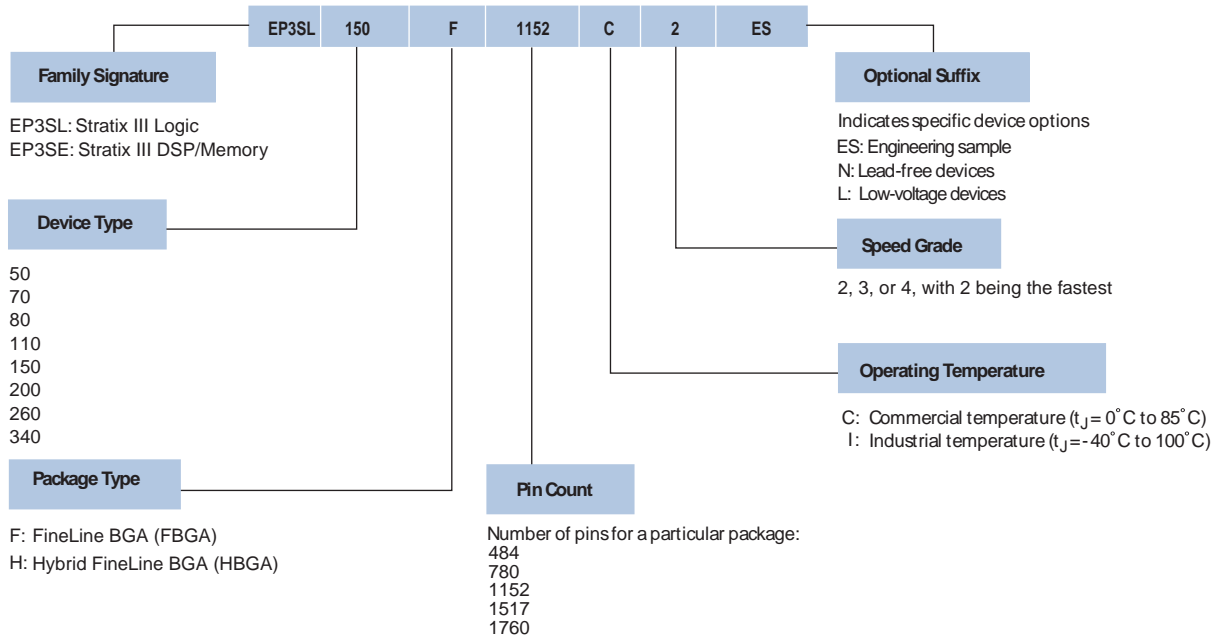 EP3SL 150 F 1152 C 2 ES
Family Signature
EP3SL: Stratix III Logic
EP3SE: Stratix III DSP/Memory
Device Type
50
70
80
110
150
200
260
340
Package Type
F: FineLine BGA (FBGA)
H: Hybrid FineLine BGA (HBGA)
Pin Count
Number of pins for a particular package:
484
780
1152
1517
1760
Optional Suffix
Indicates specific device options
ES: Engineering sample
N: Lead-free devices
L: Low-voltage devices
Speed Grade
2, 3, or 4, with 2 being the fastest
Operating Temperature
C: Commercial temperature (tJ = 0˚C to 85˚C)
I: Industrial temperature (tJ = -40˚C to 100˚C)